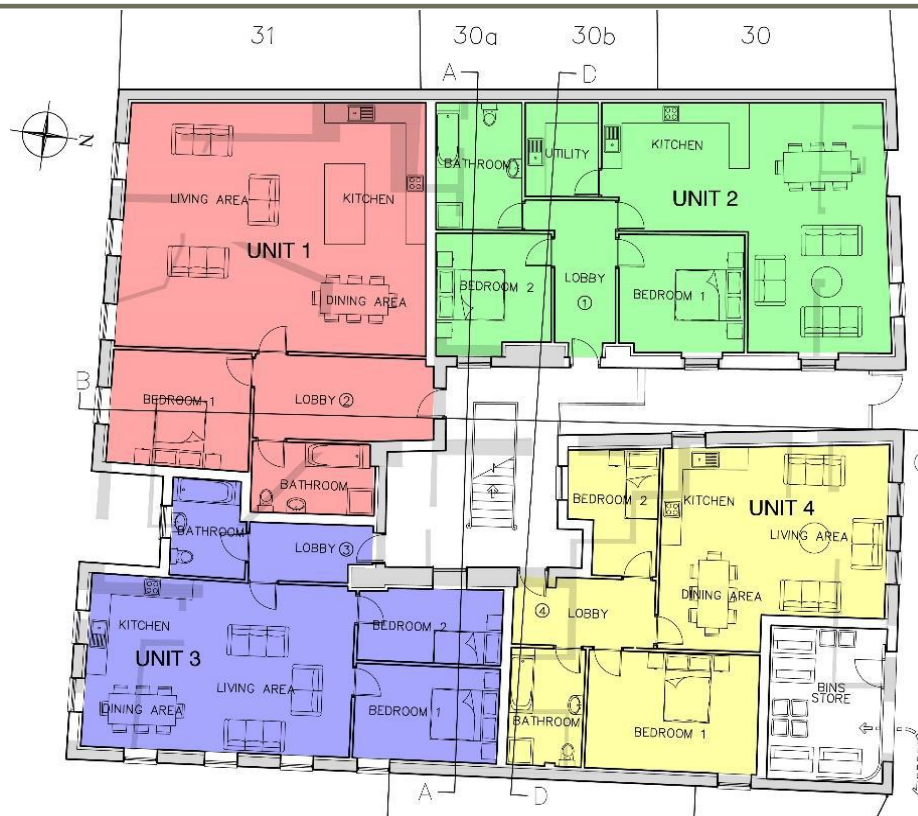 31
30a
30b
30
A
D
N
BATHROOM
UTILITY
KITCHEN
LIVING AREA
KITCHEN
UNIT 2
UNIT 1
BEDROOM 2
LOBBY
①
BEDROOM 1
DINING AREA
B
BEDROOM 1
LOBBY ②
BATHROOM
BEDROOM 2
KITCHEN
UNIT 4
LIVING AREA
BATHROOM
LOBBY ③
DINING AREA
④ LOBBY
KITCHEN
BEDROOM 2
UNIT 3
LIVING AREA
BINS
STORE
DINING AREA
BEDROOM 1
BATHROOM
BEDROOM 1
A
D